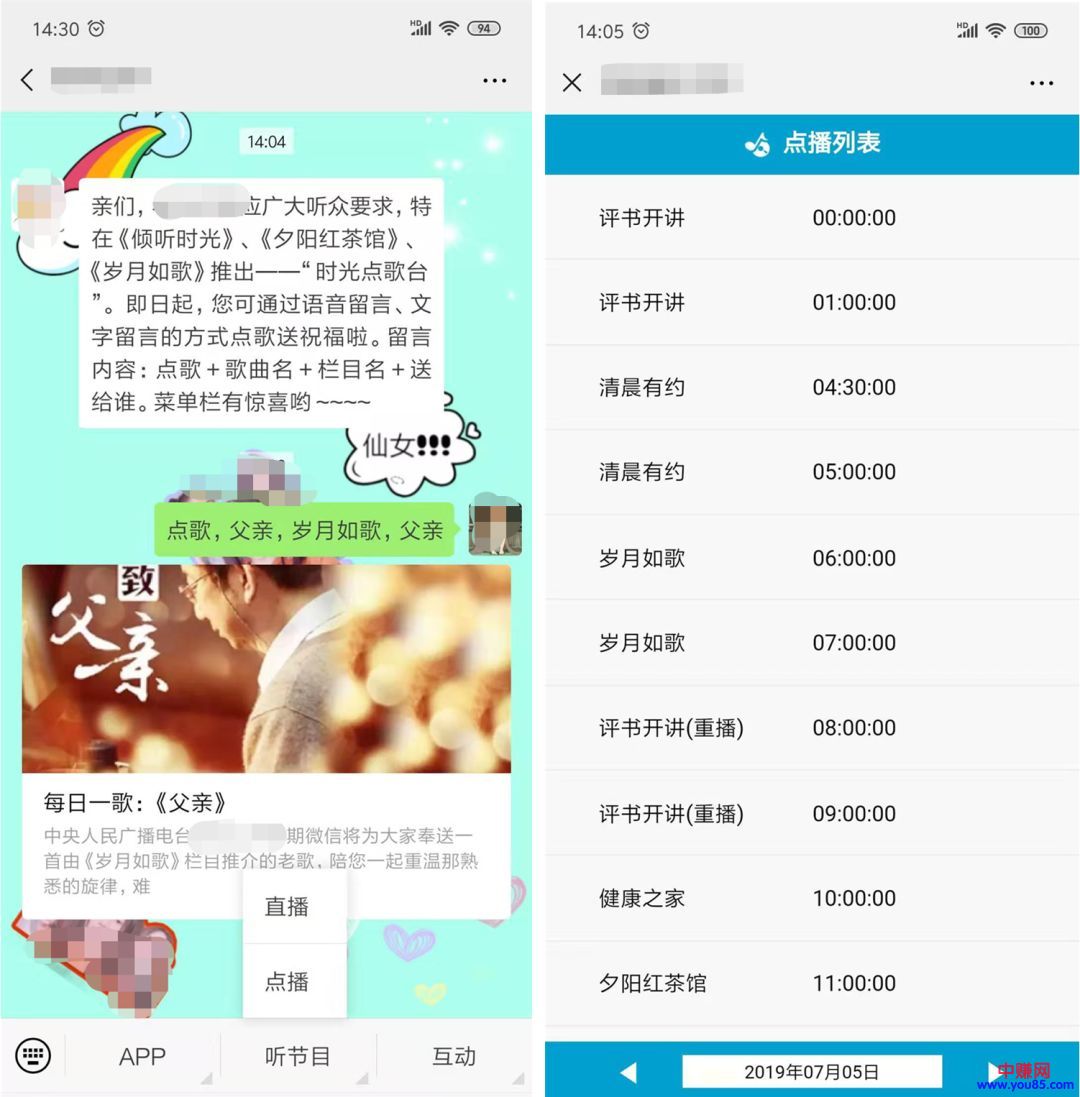 14:30
HD
94
14:04
亲们，应广大听众要求，特
在《倾听时光》、《夕阳红茶馆》、
《岁月如歌》推出——“时光点歌台
”。即日起，您可通过语音留言、文
字留言的方式点歌送祝福啦。留言
内容：点歌+歌曲名+栏目名+送
给谁。菜单栏有惊喜哟~~~~
仙女!!!
点歌，父亲，岁月如歌，父亲
致
父亲
每日一歌：《父亲》
中央人民广播电台期微信将为大家奉送一
首由《岁月如歌》栏目推介的老歌，陪您一起重温那熟
悉的旋律，难
直播
点播
APP
听节目
互动
14:05
HD
100
点播列表
评书开讲 00:00:00
评书开讲 01:00:00
清晨有约 04:30:00
清晨有约 05:00:00
岁月如歌 06:00:00
岁月如歌 07:00:00
评书开讲(重播) 08:00:00
评书开讲(重播) 09:00:00
健康之家 10:00:00
夕阳红茶馆 11:00:00
2019年07月05日
中赚网
www.you85.com